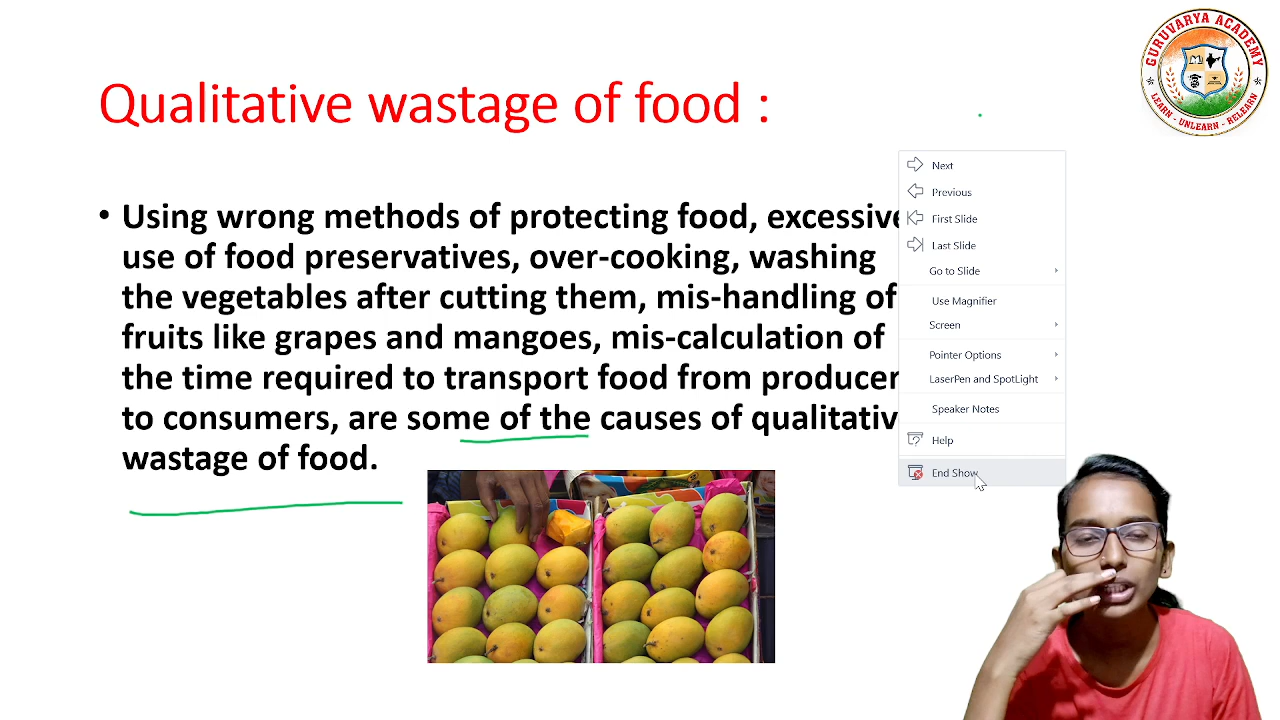 GURUVARYA ACADEMY
LEARN - UNLEARN - RELEARN
Qualitative wastage of food :
• Using wrong methods of protecting food, excessive
use of food preservatives, over-cooking, washing
the vegetables after cutting them, mis-handling of
fruits like grapes and mangoes, mis-calculation of
the time required to transport food from producer
to consumers, are some of the causes of qualitativ
wastage of food.
Next
Previous
First Slide
Last Slide
Go to Slide
Use Magnifier
Screen
Pointer Options
LaserPen and SpotLight
Speaker Notes
Help
End Show